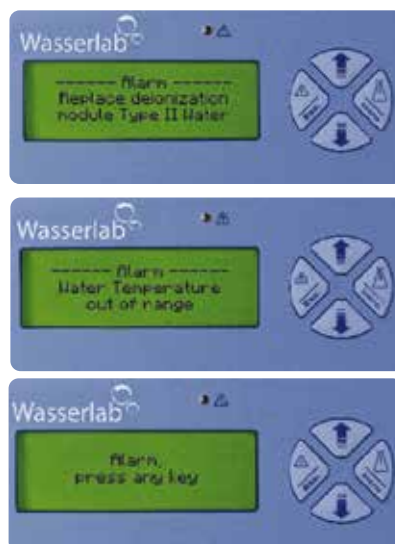 Wasserlab
------ Alarm ------
Replace deionization
module Type II Water
Wasserlab
------ Alarm ------
Water Temperature
out of range
Wasserlab
Alarm,
press any key